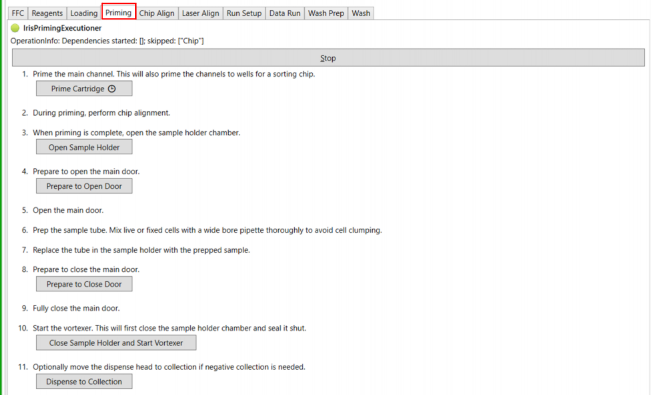 FFC Reagents Loading Priming Chip Align Laser Align Run Setup Data Run Wash Prep Wash
IrisPrimingExecutioner
OperationInfo: Dependencies started: []; skipped: ["Chip"]
Stop
1. Prime the main channel. This will also prime the channels to wells for a sorting chip.
Prime Cartridge
2. During priming, perform chip alignment.
3. When priming is complete, open the sample holder chamber.
Open Sample Holder
4. Prepare to open the main door.
Prepare to Open Door
5. Open the main door.
6. Prep the sample tube. Mix live or fixed cells with a wide bore pipette thoroughly to avoid cell clumping.
7. Replace the tube in the sample holder with the prepped sample.
8. Prepare to close the main door.
Prepare to Close Door
9. Fully close the main door.
10. Start the vortexer. This will first close the sample holder chamber and seal it shut.
Close Sample Holder and Start Vortexer
11. Optionally move the dispense head to collection if negative collection is needed.
Dispense to Collection